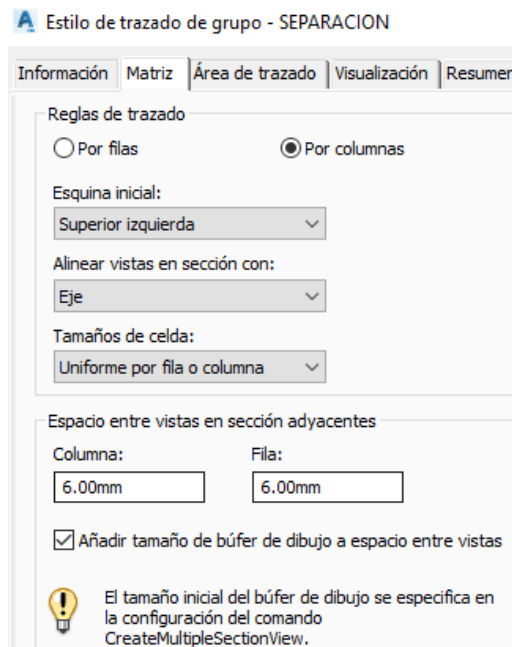 Estilo de trazado de grupo - SEPARACION
Información Matriz Área de trazado Visualización Resumen
Reglas de trazado
Por filas Por columnas
Esquina inicial:
Superior izquierda
Alinear vistas en sección con:
Eje
Tamaños de celda:
Uniforme por fila o columna
Espacio entre vistas en sección adyacentes
Columna: Fila:
6.00mm 6.00mm
Añadir tamaño de búfer de dibujo a espacio entre vistas
El tamaño inicial del búfer de dibujo se especifica en
la configuración del comando
CreateMultipleSectionView.